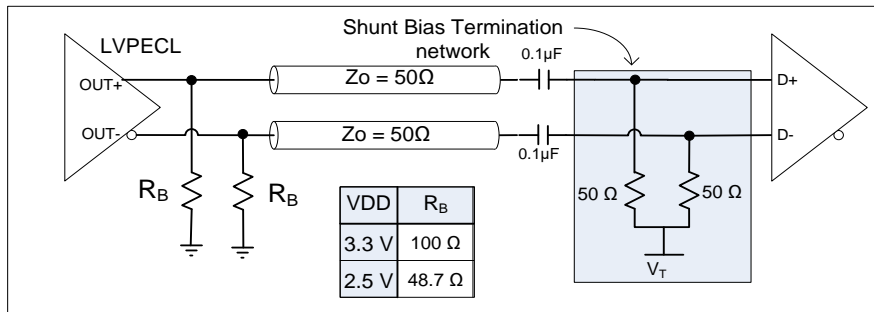 Shunt Bias Termination
network
LVPECL
0.1µF
OUT+
Zo = 50Ω
D+
OUT-
Zo = 50Ω
D-
0.1µF
RB
RB
50 Ω
50 Ω
VT
VDD RB
3.3 V 100 Ω
2.5 V 48.7 Ω